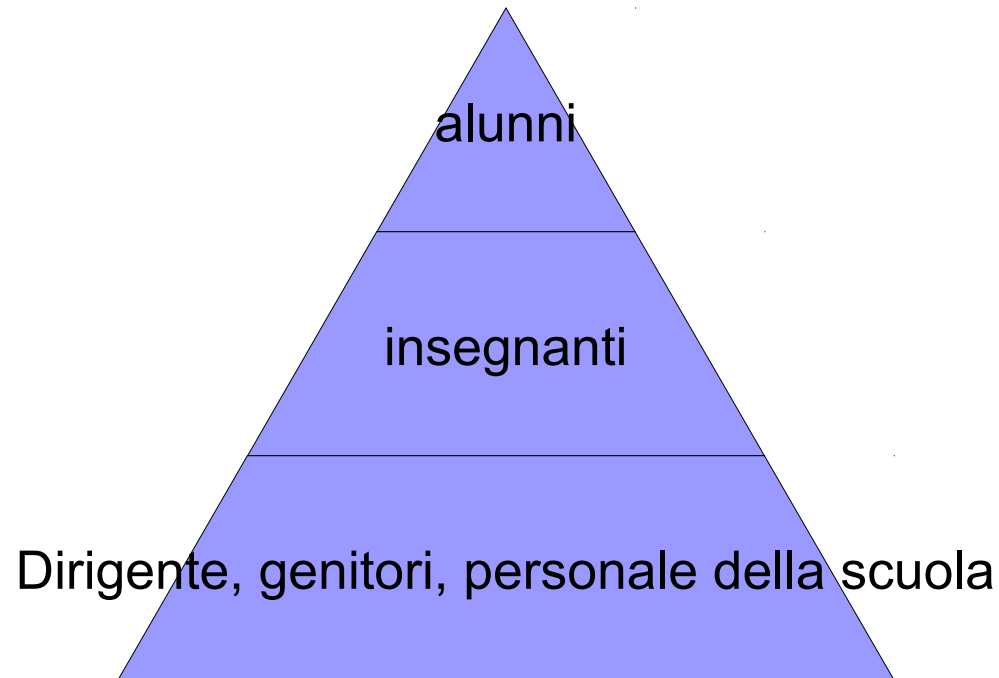 alunni
insegnanti
Dirigente, genitori, personale della scuola